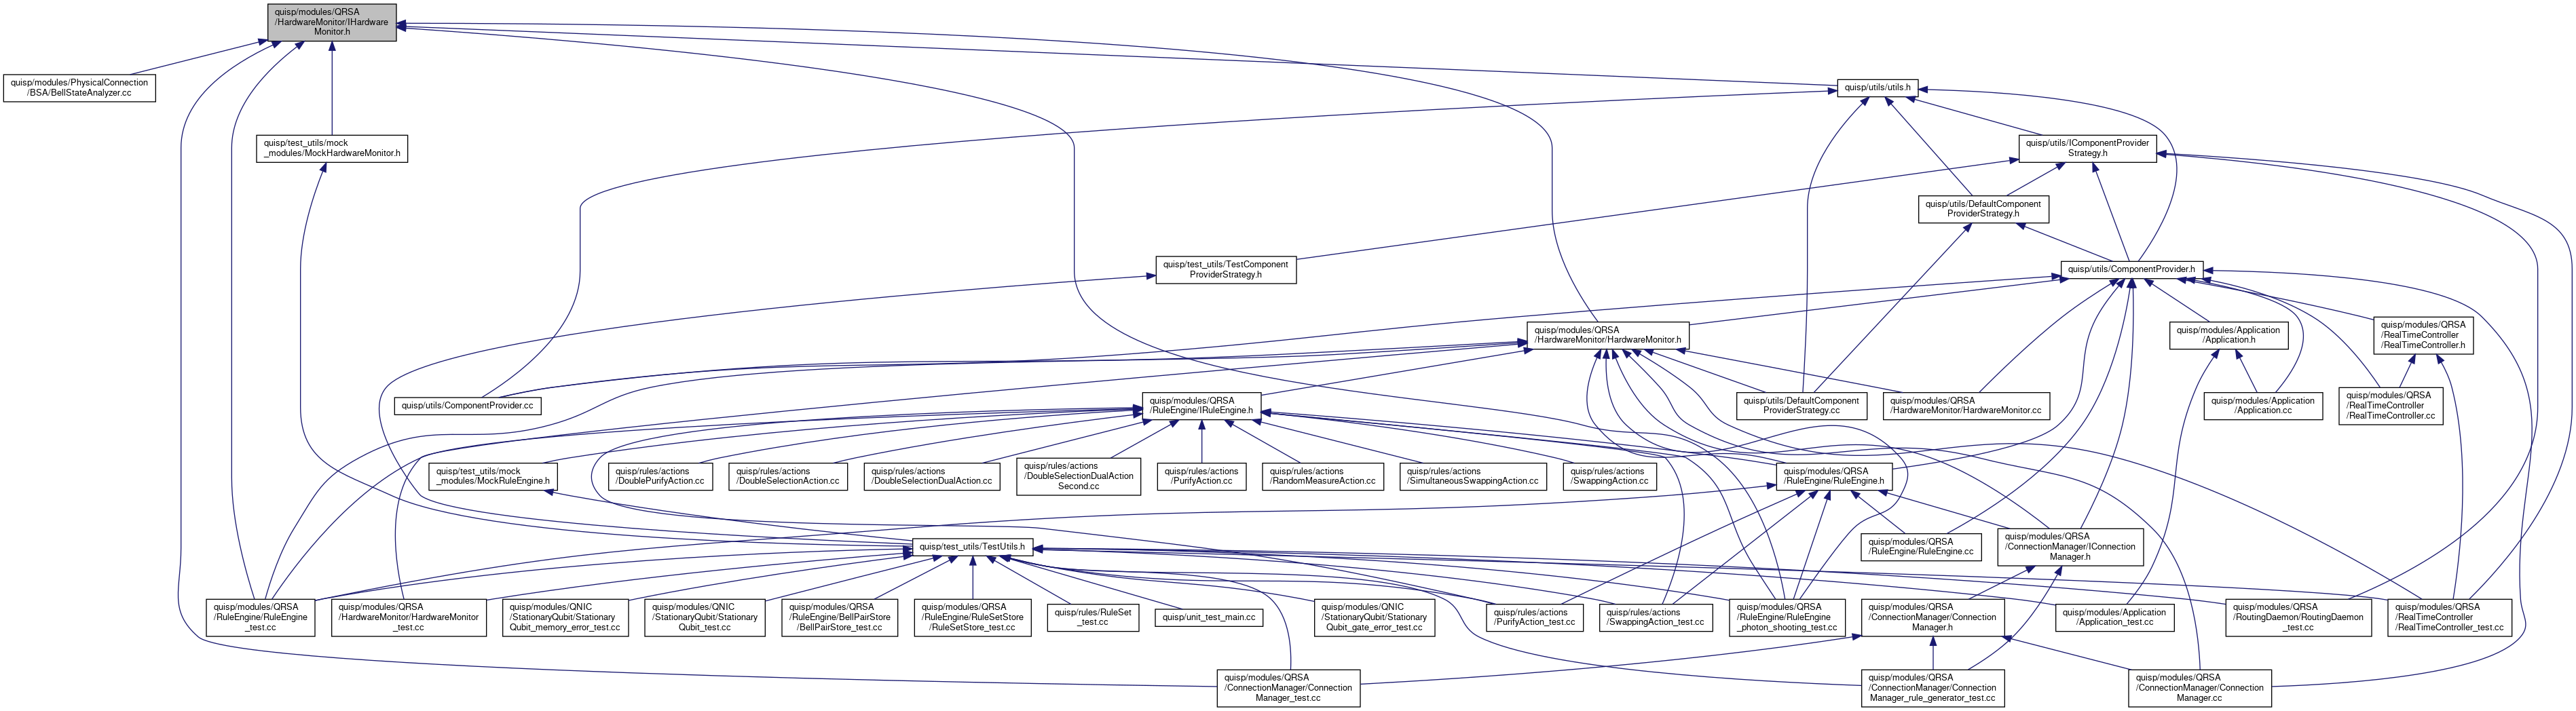 quisp/modules/QRSA
/HardwareMonitor/IHardware
Monitor.h
quisp/modules/PhysicalConnection
/BSA/BellStateAnalyzer.cc
quisp/utils/utils.h
quisp/test_utils/mock
_modules/MockHardwareMonitor.h
quisp/utils/IComponentProvider
Strategy.h
quisp/utils/DefaultComponent
ProviderStrategy.h
quisp/test_utils/TestComponent
ProviderStrategy.h
quisp/utils/ComponentProvider.h
quisp/modules/QRSA
/HardwareMonitor/HardwareMonitor.h
quisp/modules/Application
/Application.h
quisp/modules/QRSA
/RealTimeController
/RealTimeController.h
quisp/utils/ComponentProvider.cc
quisp/modules/QRSA
/RuleEngine/IRuleEngine.h
quisp/utils/DefaultComponent
ProviderStrategy.cc
quisp/modules/QRSA
/HardwareMonitor/HardwareMonitor.cc
quisp/modules/Application
/Application.cc
quisp/modules/QRSA
/RealTimeController
/RealTimeController.cc
quisp/test_utils/mock
_modules/MockRuleEngine.h
quisp/rules/actions
/DoublePurifyAction.cc
quisp/rules/actions
/DoubleSelectionAction.cc
quisp/rules/actions
/DoubleSelectionDualAction.cc
quisp/rules/actions
/DoubleSelectionDualAction
Second.cc
quisp/rules/actions
/PurifyAction.cc
quisp/rules/actions
/RandomMeasureAction.cc
quisp/rules/actions
/SimultaneousSwappingAction.cc
quisp/rules/actions
/SwappingAction.cc
quisp/modules/QRSA
/RuleEngine/RuleEngine.h
quisp/test_utils/TestUtils.h
quisp/modules/QRSA
/RuleEngine/RuleEngine.cc
quisp/modules/QRSA
/ConnectionManager/IConnection
Manager.h
quisp/modules/QRSA
/RuleEngine/RuleEngine
_test.cc
quisp/modules/QRSA
/HardwareMonitor/HardwareMonitor
_test.cc
quisp/modules/QNIC
/StationaryQubit/Stationary
Qubit_memory_error_test.cc
quisp/modules/QNIC
/StationaryQubit/Stationary
Qubit_test.cc
quisp/modules/QRSA
/RuleEngine/BellPairStore
/BellPairStore_test.cc
quisp/modules/QRSA
/RuleEngine/RuleSetStore
/RuleSetStore_test.cc
quisp/rules/RuleSet
_test.cc
quisp/unit_test_main.cc
quisp/modules/QNIC
/StationaryQubit/Stationary
Qubit_gate_error_test.cc
quisp/rules/actions
/PurifyAction_test.cc
quisp/rules/actions
/SwappingAction_test.cc
quisp/modules/QRSA
/RuleEngine/RuleEngine
_photon_shooting_test.cc
quisp/modules/QRSA
/ConnectionManager/Connection
Manager.h
quisp/modules/Application
/Application_test.cc
quisp/modules/QRSA
/RoutingDaemon/RoutingDaemon
_test.cc
quisp/modules/QRSA
/RealTimeController
/RealTimeController_test.cc
quisp/modules/QRSA
/ConnectionManager/Connection
Manager_test.cc
quisp/modules/QRSA
/ConnectionManager/Connection
Manager_rule_generator_test.cc
quisp/modules/QRSA
/ConnectionManager/Connection
Manager.cc